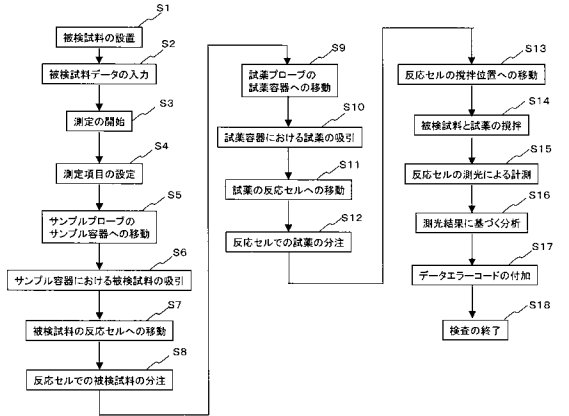 S1
被検試料の設置
S2
被検試料データの入力
S3
測定の開始
S4
測定項目の設定
S5
サンプルプローブの
サンプル容器への移動
S6
サンプル容器における被検試料の吸引
S7
被検試料の反応セルへの移動
S8
反応セルでの被検試料の分注
S9
試薬プローブの
試薬容器への移動
S10
試薬容器における試薬の吸引
S11
試薬の反応セルへの移動
S12
反応セルでの試薬の分注
S13
反応セルの撹拌位置への移動
S14
被検試料と試薬の撹拌
S15
反応セルの測光による計測
S16
測光結果に基づく分析
S17
データエラーコードの付加
S18
検査の終了